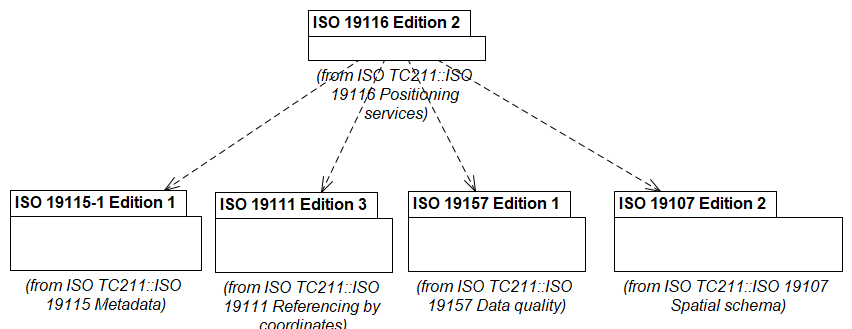 ISO 19116 Edition 2
(from ISO TC211::ISO
19116 Positioning
services)
ISO 19115-1 Edition 1
ISO 19111 Edition 3
ISO 19157 Edition 1
ISO 19107 Edition 2
(from ISO TC211::ISO
19115 Metadata)
(from ISO TC211::ISO
19111 Referencing by
coordinates)
(from ISO TC211::ISO
19157 Data quality)
(from ISO TC211::ISO 19107
Spatial schema)